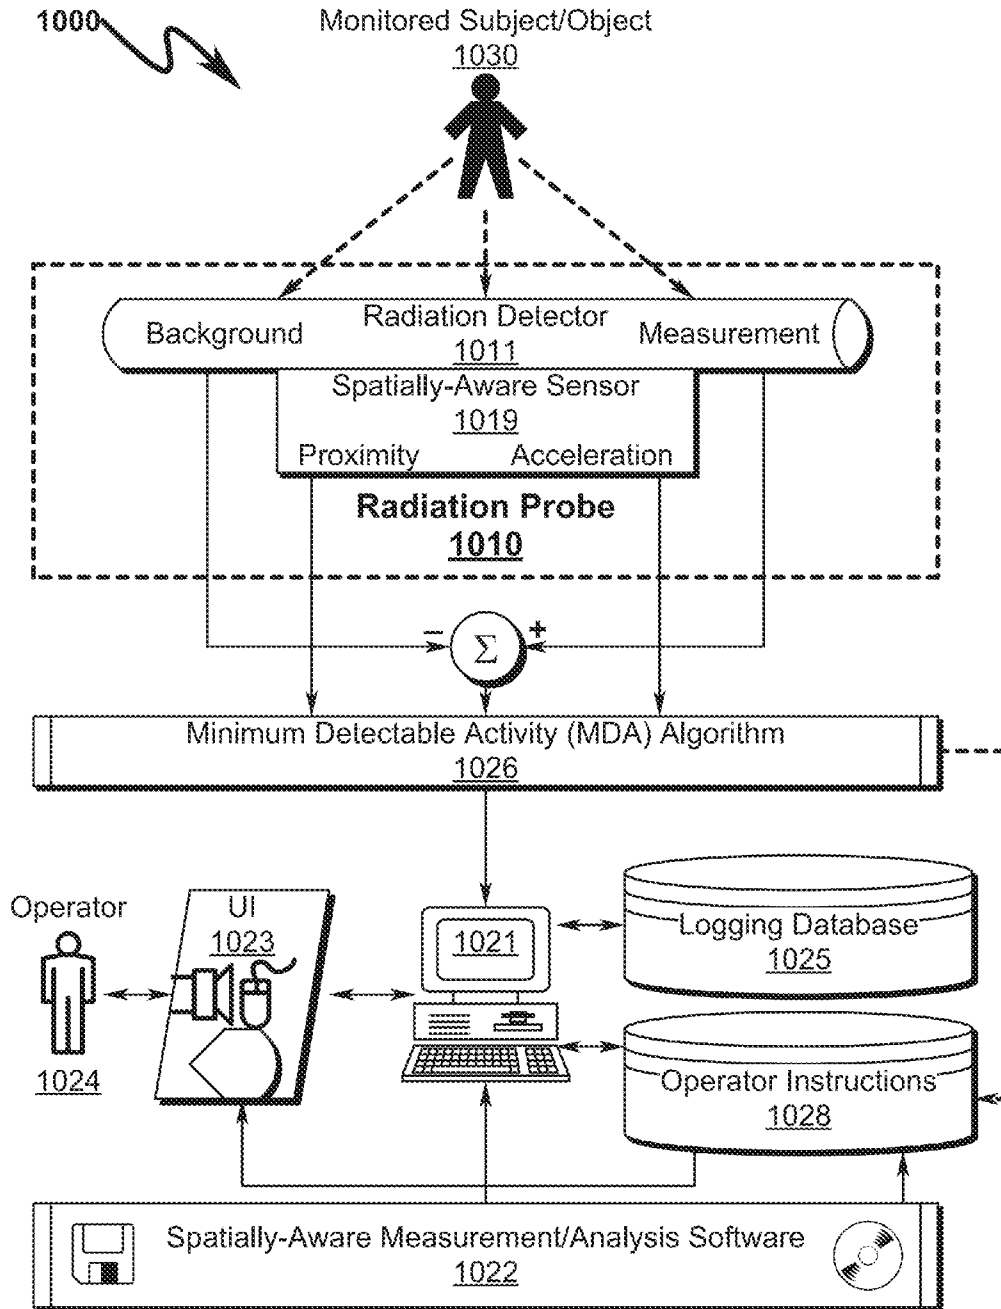 1000
Monitored Subject/Object
1030
Background
Radiation Detector
1011
Measurement
Spatially-Aware Sensor
1019
Proximity
Acceleration
Radiation Probe
1010
−
+
Σ
Minimum Detectable Activity (MDA) Algorithm
1026
Operator
1024
UI
1023
1021
Logging Database
1025
Operator Instructions
1028
Spatially-Aware Measurement/Analysis Software
1022